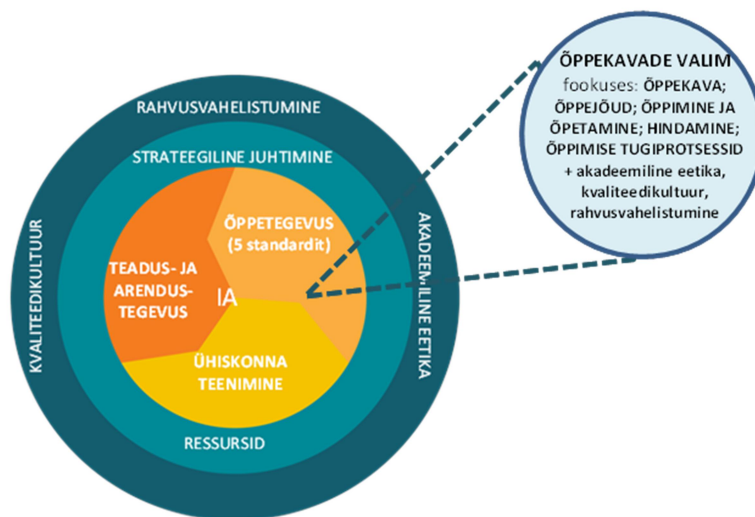 RAHVUSVAHELISTUMINE
STRATEEGILINE JUHTIMINE
ÕPPETEGEVUS
(5 standardit)
TEADUS- JA
ARENDUS-
TEGEVUS
IA
ÜHISKONNA
TEENIMINE
RESSURSID
KVALITEEDIKULTUUR
AKADEEMILINE EETIKA
ÕPPEKAVADE VALIM
fookuses: ÕPPEKAVA;
ÕPPEJÕUD; ÕPPIMINE JA
ÕPETAMINE; HINDAMINE;
ÕPPIMISE TUGIPROTSESSID
+ akadeemiline eetika,
kvaliteedikultuur,
rahvusvahelistumine